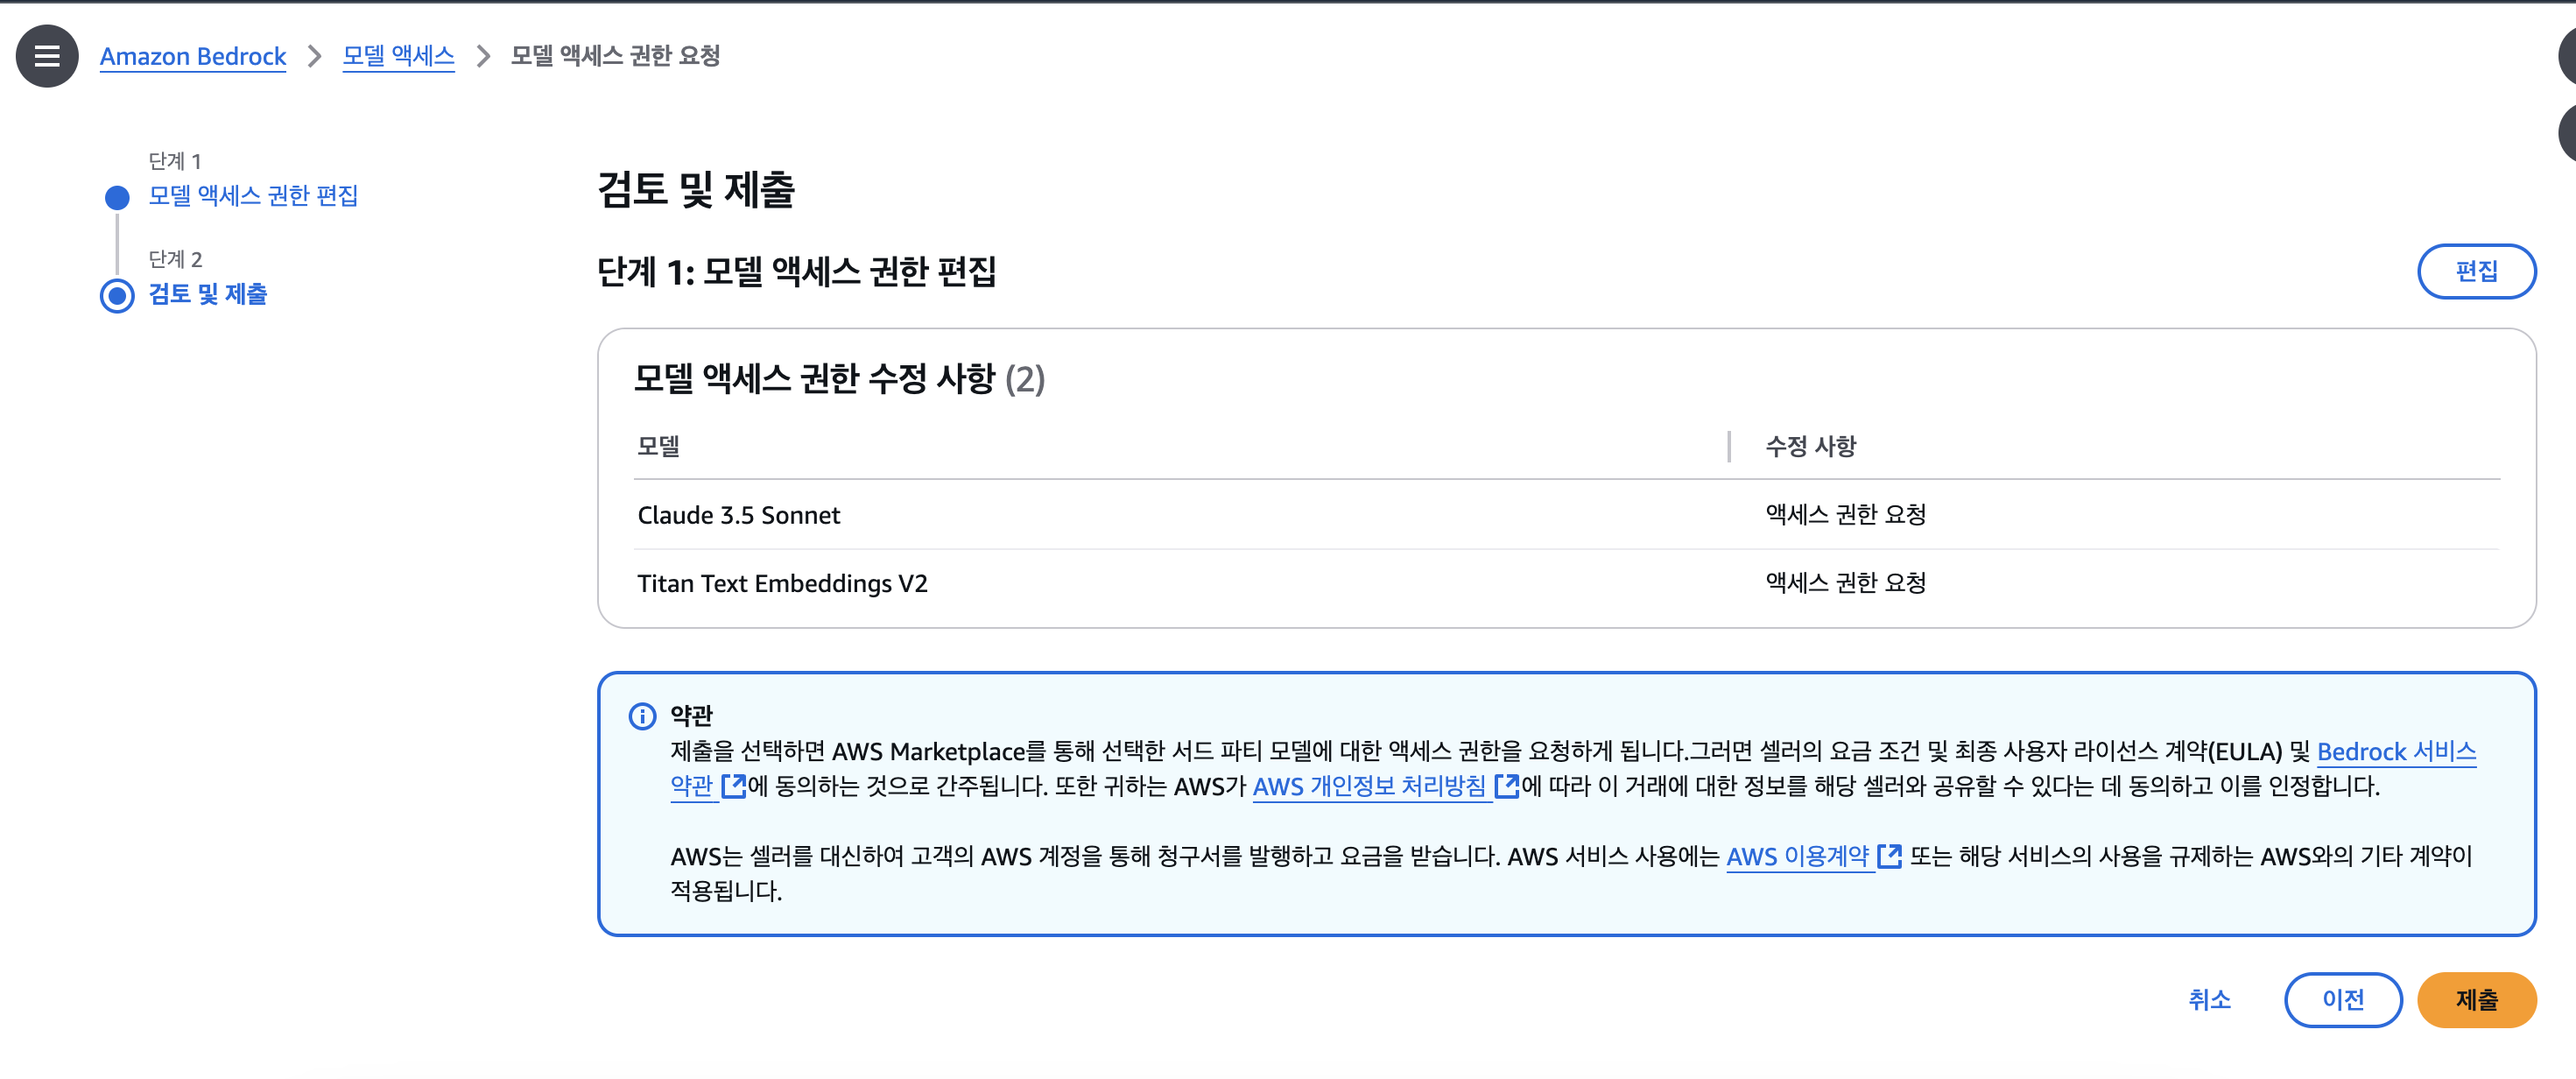 Amazon Bedrock > 모델 액세스 > 모델 액세스 권한 요청
단계 1
모델 액세스 권한 편집
단계 2
검토 및 제출
검토 및 제출
단계 1: 모델 액세스 권한 편집
편집
모델 액세스 권한 수정 사항 (2)
모델 수정 사항
Claude 3.5 Sonnet 액세스 권한 요청
Titan Text Embeddings V2 액세스 권한 요청
약관
제출을 선택하면 AWS Marketplace를 통해 선택한 서드 파티 모델에 대한 액세스 권한을 요청하게 됩니다.그러면 셀러의 요금 조건 및 최종 사용자 라이선스 계약(EULA) 및 Bedrock 서비스
약관에 동의하는 것으로 간주됩니다. 또한 귀하는 AWS가 AWS 개인정보 처리방침에 따라 이 거래에 대한 정보를 해당 셀러와 공유할 수 있다는 데 동의하고 이를 인정합니다.
AWS는 셀러를 대신하여 고객의 AWS 계정을 통해 청구서를 발행하고 요금을 받습니다. AWS 서비스 사용에는 AWS 이용계약 또는 해당 서비스의 사용을 규제하는 AWS와의 기타 계약이
적용됩니다.
취소
이전
제출